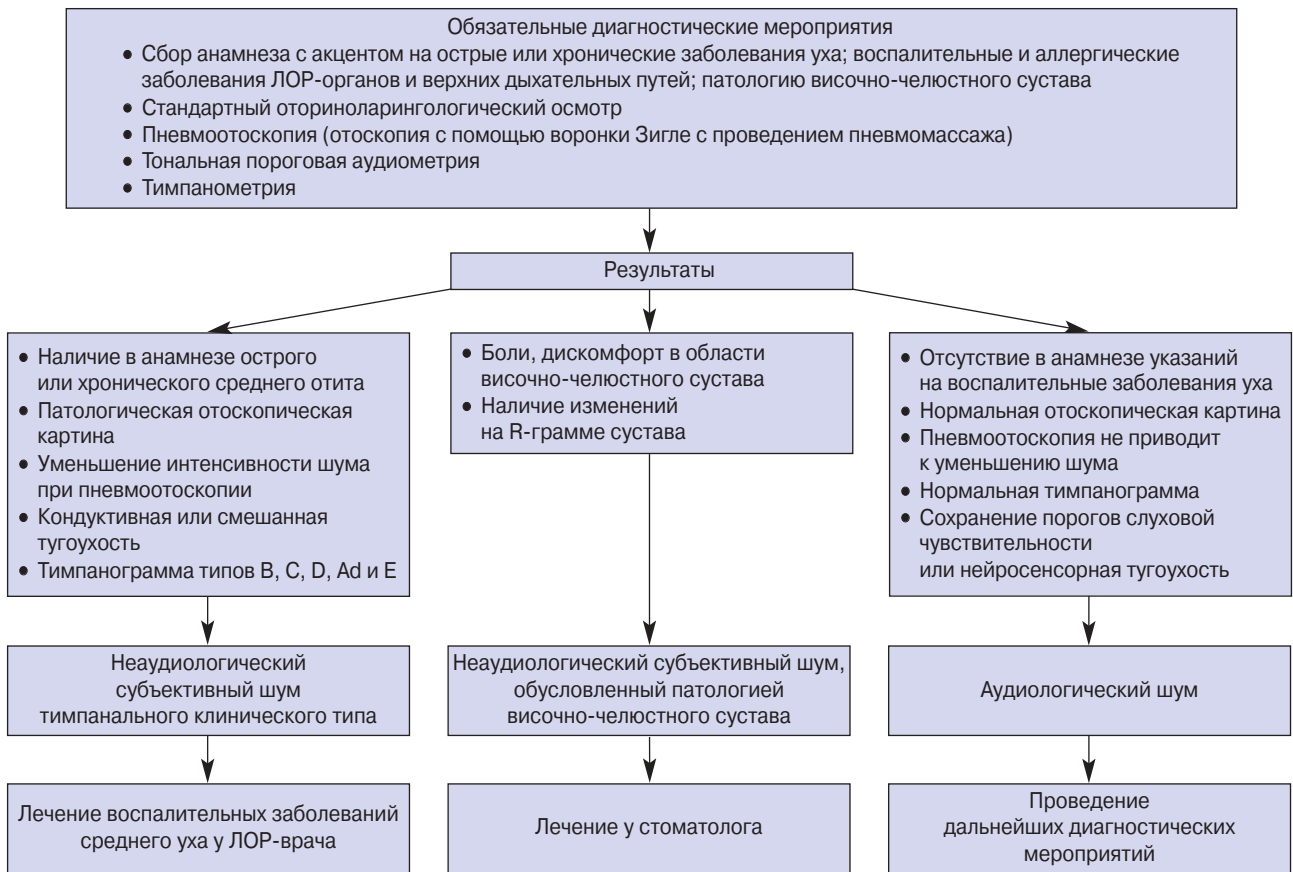 Обязательные диагностические мероприятия
• Сбор анамнеза с акцентом на острые или хронические заболевания уха; воспалительные и аллергические
заболевания ЛОР-органов и верхних дыхательных путей; патологию височно-челюстного сустава
• Стандартный оториноларингологический осмотр
• Пневмоотоскопия (отоскопия с помощью воронки Зигле с проведением пневмомассажа)
• Тональная пороговая аудиометрия
• Тимпанометрия
Результаты
• Наличие в анамнезе острого
или хронического среднего отита
• Патологическая отоскопическая
картина
• Уменьшение интенсивности шума
при пневмоотоскопии
• Кондуктивная или смешанная
тугоухость
• Тимпанограмма типов B, C, D, Ad и E
• Боли, дискомфорт в области
височно-челюстного сустава
• Наличие изменений
на R-грамме сустава
• Отсутствие в анамнезе указаний
на воспалительные заболевания уха
• Нормальная отоскопическая картина
• Пневмоотоскопия не приводит
к уменьшению шума
• Нормальная тимпанограмма
• Сохранение порогов слуховой
чувствительности
или нейросенсорная тугоухость
Неаудиологический
субъективный шум
тимпанального клинического типа
Неаудиологический субъективный шум,
обусловленный патологией
височно-челюстного сустава
Аудиологический шум
Лечение воспалительных заболеваний
среднего уха у ЛОР-врача
Лечение у стоматолога
Проведение
дальнейших диагностических
мероприятий